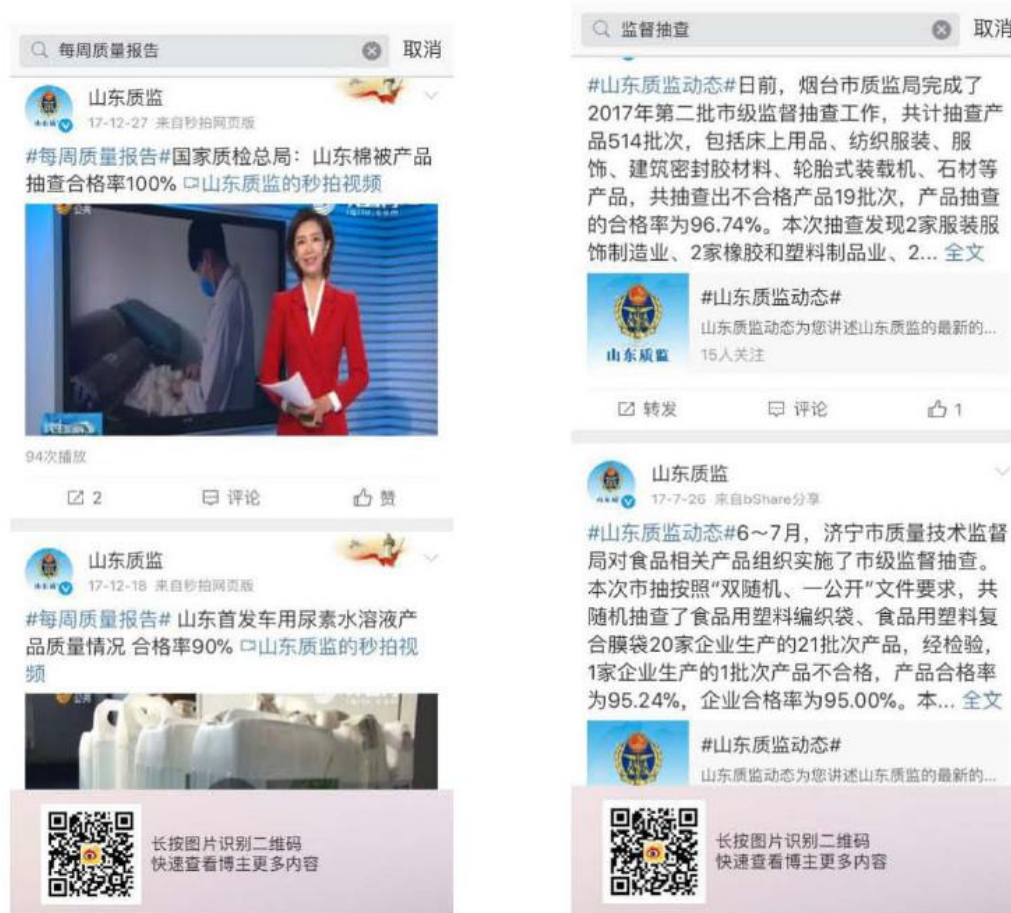 每周质量报告
取消
山东质监
17-12-27 来自秒拍网页版
#每周质量报告#国家质检总局：山东棉被产品
抽查合格率100% 山东质监的秒拍视频
公共
iqilu.com
94次播放
2
评论
赞
山东质监
17-12-18 来自秒拍网页版
#每周质量报告# 山东首发车用尿素水溶液产
品质量情况 合格率90% 山东质监的秒拍视
频
公共
长按图片识别二维码
快速查看博主更多内容
监督抽查
取消
#山东质监动态#日前，烟台市质监局完成了
2017年第二批市级监督抽查工作，共计抽查产
品514批次，包括床上用品、纺织服装、服
饰、建筑密封胶材料、轮胎式装载机、石材等
产品，共抽查出不合格产品19批次，产品抽查
的合格率为96.74%。本次抽查发现2家服装服
饰制造业、2家橡胶和塑料制品业、2... 全文
山东质监
#山东质监动态#
山东质监动态为您讲述山东质监的最新的...
15人关注
转发
评论
1
山东质监
17-7-26 来自bShare分享
#山东质监动态#6～7月，济宁市质量技术监督
局对食品相关产品组织实施了市级监督抽查。
本次市抽按照“双随机、一公开”文件要求，共
随机抽查了食品用塑料编织袋、食品用塑料复
合膜袋20家企业生产的21批次产品，经检验，
1家企业生产的1批次产品不合格，产品合格率
为95.24%，企业合格率为95.00%。本... 全文
#山东质监动态#
山东质监动态为您讲述山东质监的最新的...
长按图片识别二维码
快速查看博主更多内容